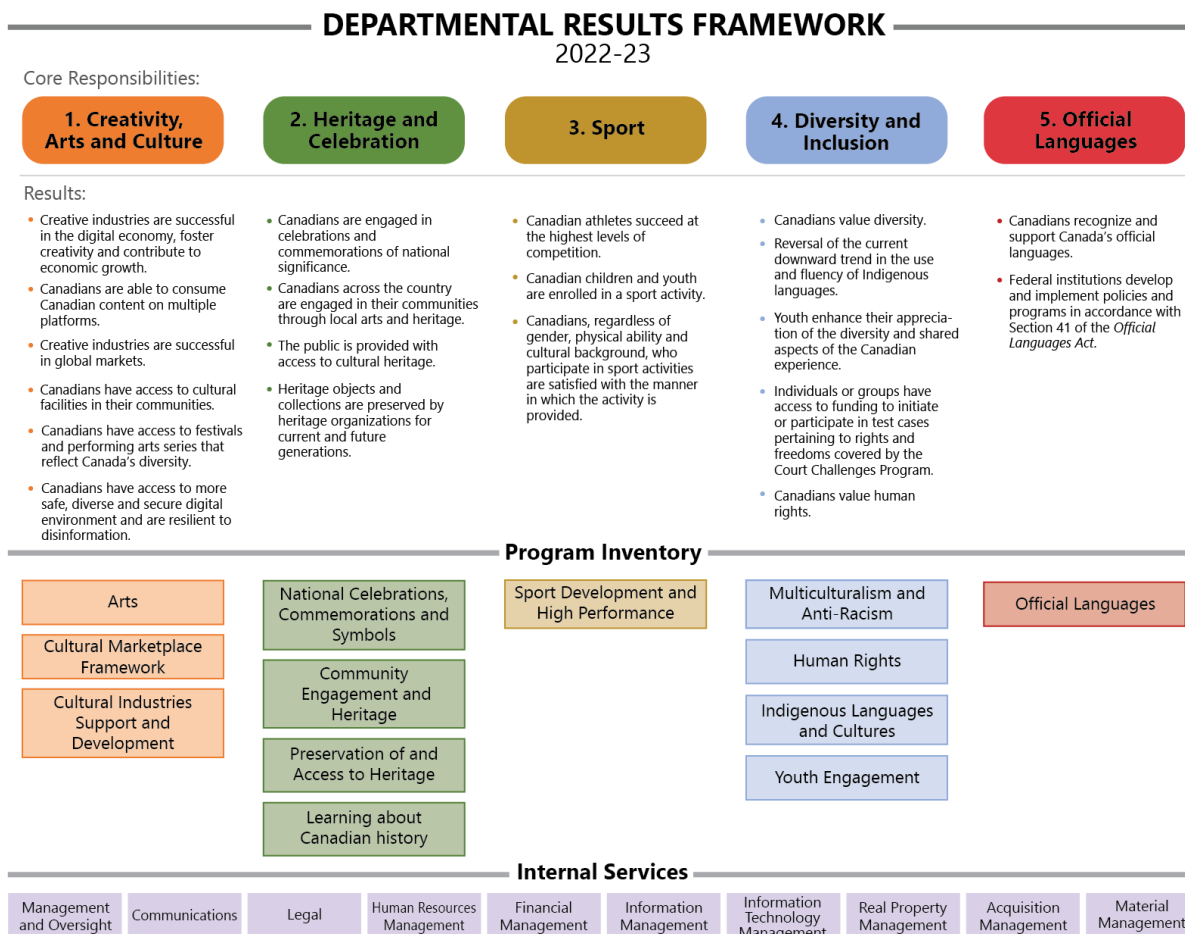 DEPARTMENTAL RESULTS FRAMEWORK
2022-23
Core Responsibilities:
1. Creativity,
Arts and Culture
2. Heritage and
Celebration
3. Sport
4. Diversity and
Inclusion
5. Official
Languages
Results:
• Creative industries are successful
in the digital economy, foster
creativity and contribute to
economic growth.
• Canadians are able to consume
Canadian content on multiple
platforms.
• Creative industries are successful
in global markets.
• Canadians have access to cultural
facilities in their communities.
• Canadians have access to festivals
and performing arts series that
reflect Canada's diversity.
• Canadians have access to more
safe, diverse and secure digital
environment and are resilient to
disinformation.
• Canadians are engaged in
celebrations and
commemorations of national
significance.
• Canadians across the country
are engaged in their communities
through local arts and heritage.
• The public is provided with
access to cultural heritage.
• Heritage objects and
collections are preserved by
heritage organizations for
current and future
generations.
• Canadian athletes succeed at
the highest levels of
competition.
• Canadian children and youth
are enrolled in a sport activity.
• Canadians, regardless of
gender, physical ability and
cultural background, who
participate in sport activities
are satisfied with the manner
in which the activity is
provided.
• Canadians value diversity.
• Reversal of the current
downward trend in the use
and fluency of Indigenous
languages.
• Youth enhance their apprecia-
tion of the diversity and shared
aspects of the Canadian
experience.
• Individuals or groups have
access to funding to initiate
or participate in test cases
pertaining to rights and
freedoms covered by the
Court Challenges Program.
• Canadians value human
rights.
• Canadians recognize and
support Canada's official
languages.
• Federal institutions develop
and implement policies and
programs in accordance with
Section 41 of the Official
Languages Act.
Program Inventory
Arts
Cultural Marketplace
Framework
Cultural Industries
Support and
Development
National Celebrations,
Commemorations and
Symbols
Community
Engagement and
Heritage
Preservation of and
Access to Heritage
Learning about
Canadian history
Sport Development and
High Performance
Multiculturalism and
Anti-Racism
Human Rights
Indigenous Languages
and Cultures
Youth Engagement
Official Languages
Internal Services
Management
and Oversight
Communications
Legal
Human Resources
Management
Financial
Management
Information
Management
Information
Technology
Management
Real Property
Management
Acquisition
Management
Material
Management